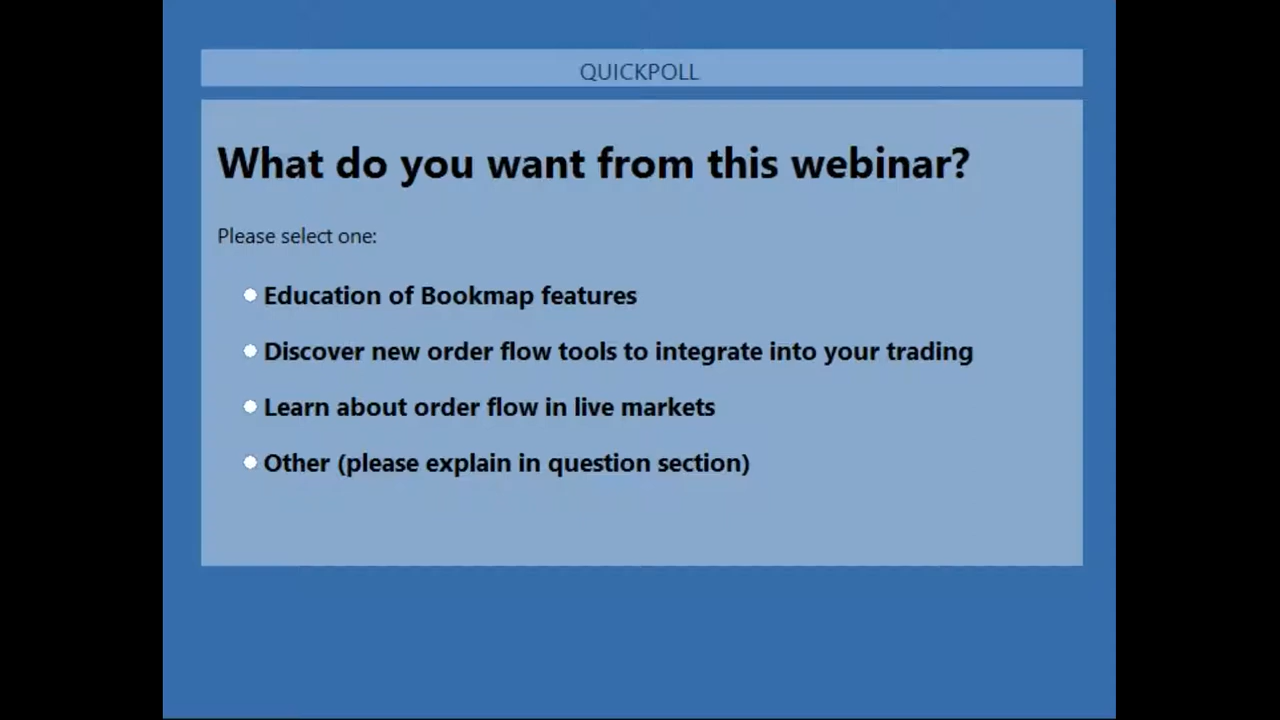 QUICKPOLL
What do you want from this webinar?
Please select one:
Education of Bookmap features
Discover new order flow tools to integrate into your trading
Learn about order flow in live markets
Other (please explain in question section)